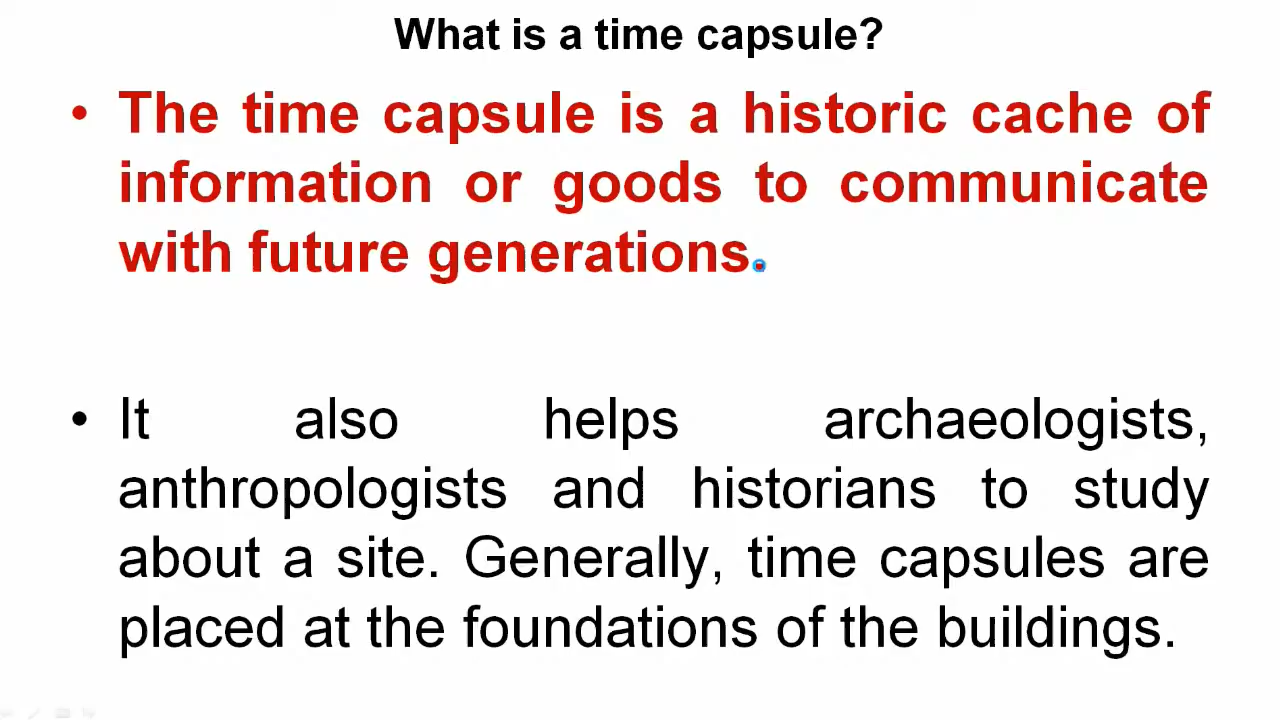 What is a time capsule?
• The time capsule is a historic cache of
information or goods to communicate
with future generations.
• It also helps archaeologists,
anthropologists and historians to study
about a site. Generally, time capsules are
placed at the foundations of the buildings.